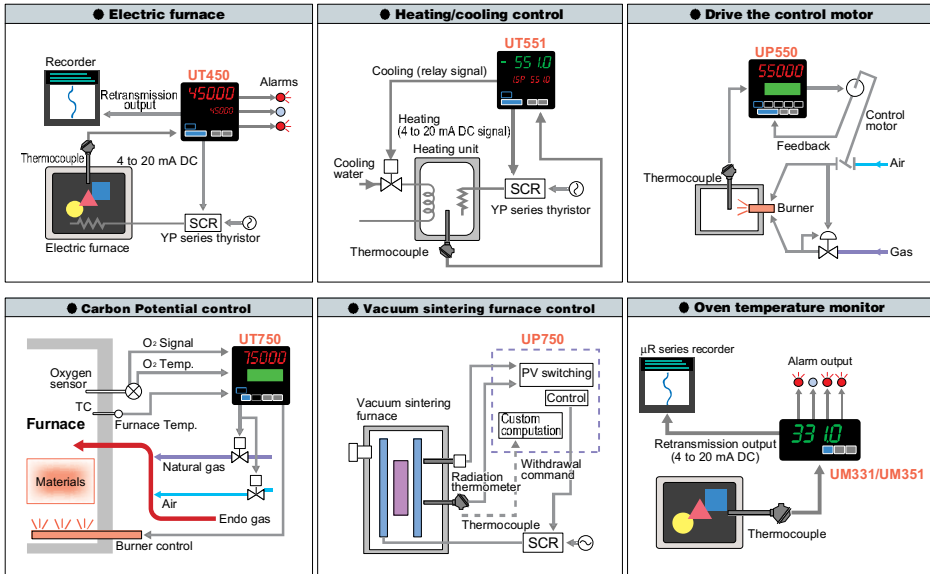 ● Electric furnace
Recorder
UT450
Alarms
45000
45000
Retransmission
output
Thermocouple
4 to 20 mA DC
SCR
Electric furnace
YP series thyristor
● Heating/cooling control
UT551
Cooling (relay signal)
- 551.0
ISP 551.0
Heating
(4 to 20 mA DC signal)
Heating unit
Cooling
water
SCR
YP series thyristor
Thermocouple
● Drive the control motor
UP550
55000
Control
motor
Feedback
Air
Thermocouple
Burner
Gas
● Carbon Potential control
UT750
O₂ Signal
75000
O₂ Temp.
Oxygen
sensor
TC
Furnace
Furnace Temp.
Natural gas
Materials
Air
Endo gas
Burner control
● Vacuum sintering furnace control
UP750
PV switching
Control
Vacuum sintering
furnace
Custom
computation
Radiation
thermometer
Withdrawal
command
Thermocouple
SCR
● Oven temperature monitor
µR series recorder
Alarm output
331.0
Retransmission output
(4 to 20 mA DC)
UM331/UM351
Thermocouple